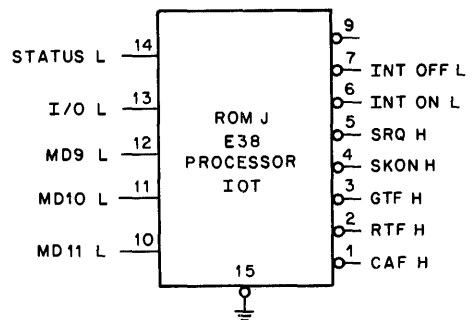 STATUS L 14
I/O L 13
MD9 L 12
MD10 L 11
MD11 L 10
ROM J
E38
PROCESSOR
IOT
15
9
7 INT OFF L
6 INT ON L
5 SRQ H
4 SKON H
3 GTF H
2 RTF H
1 CAF H